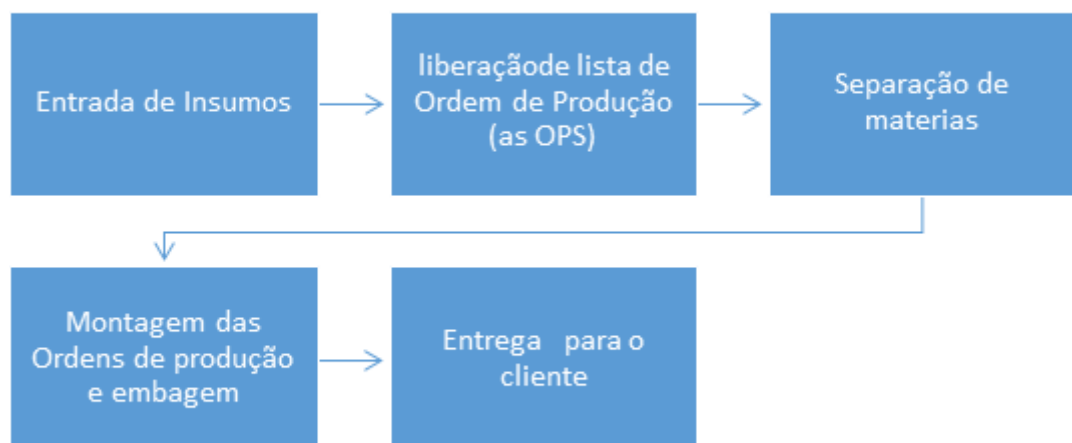 Entrada de Insumos
liberaçãode lista de
Ordem de Produção
(as OPS)
Separação de
materias
Montagem das
Ordens de produção
e embagem
Entrega para o
cliente